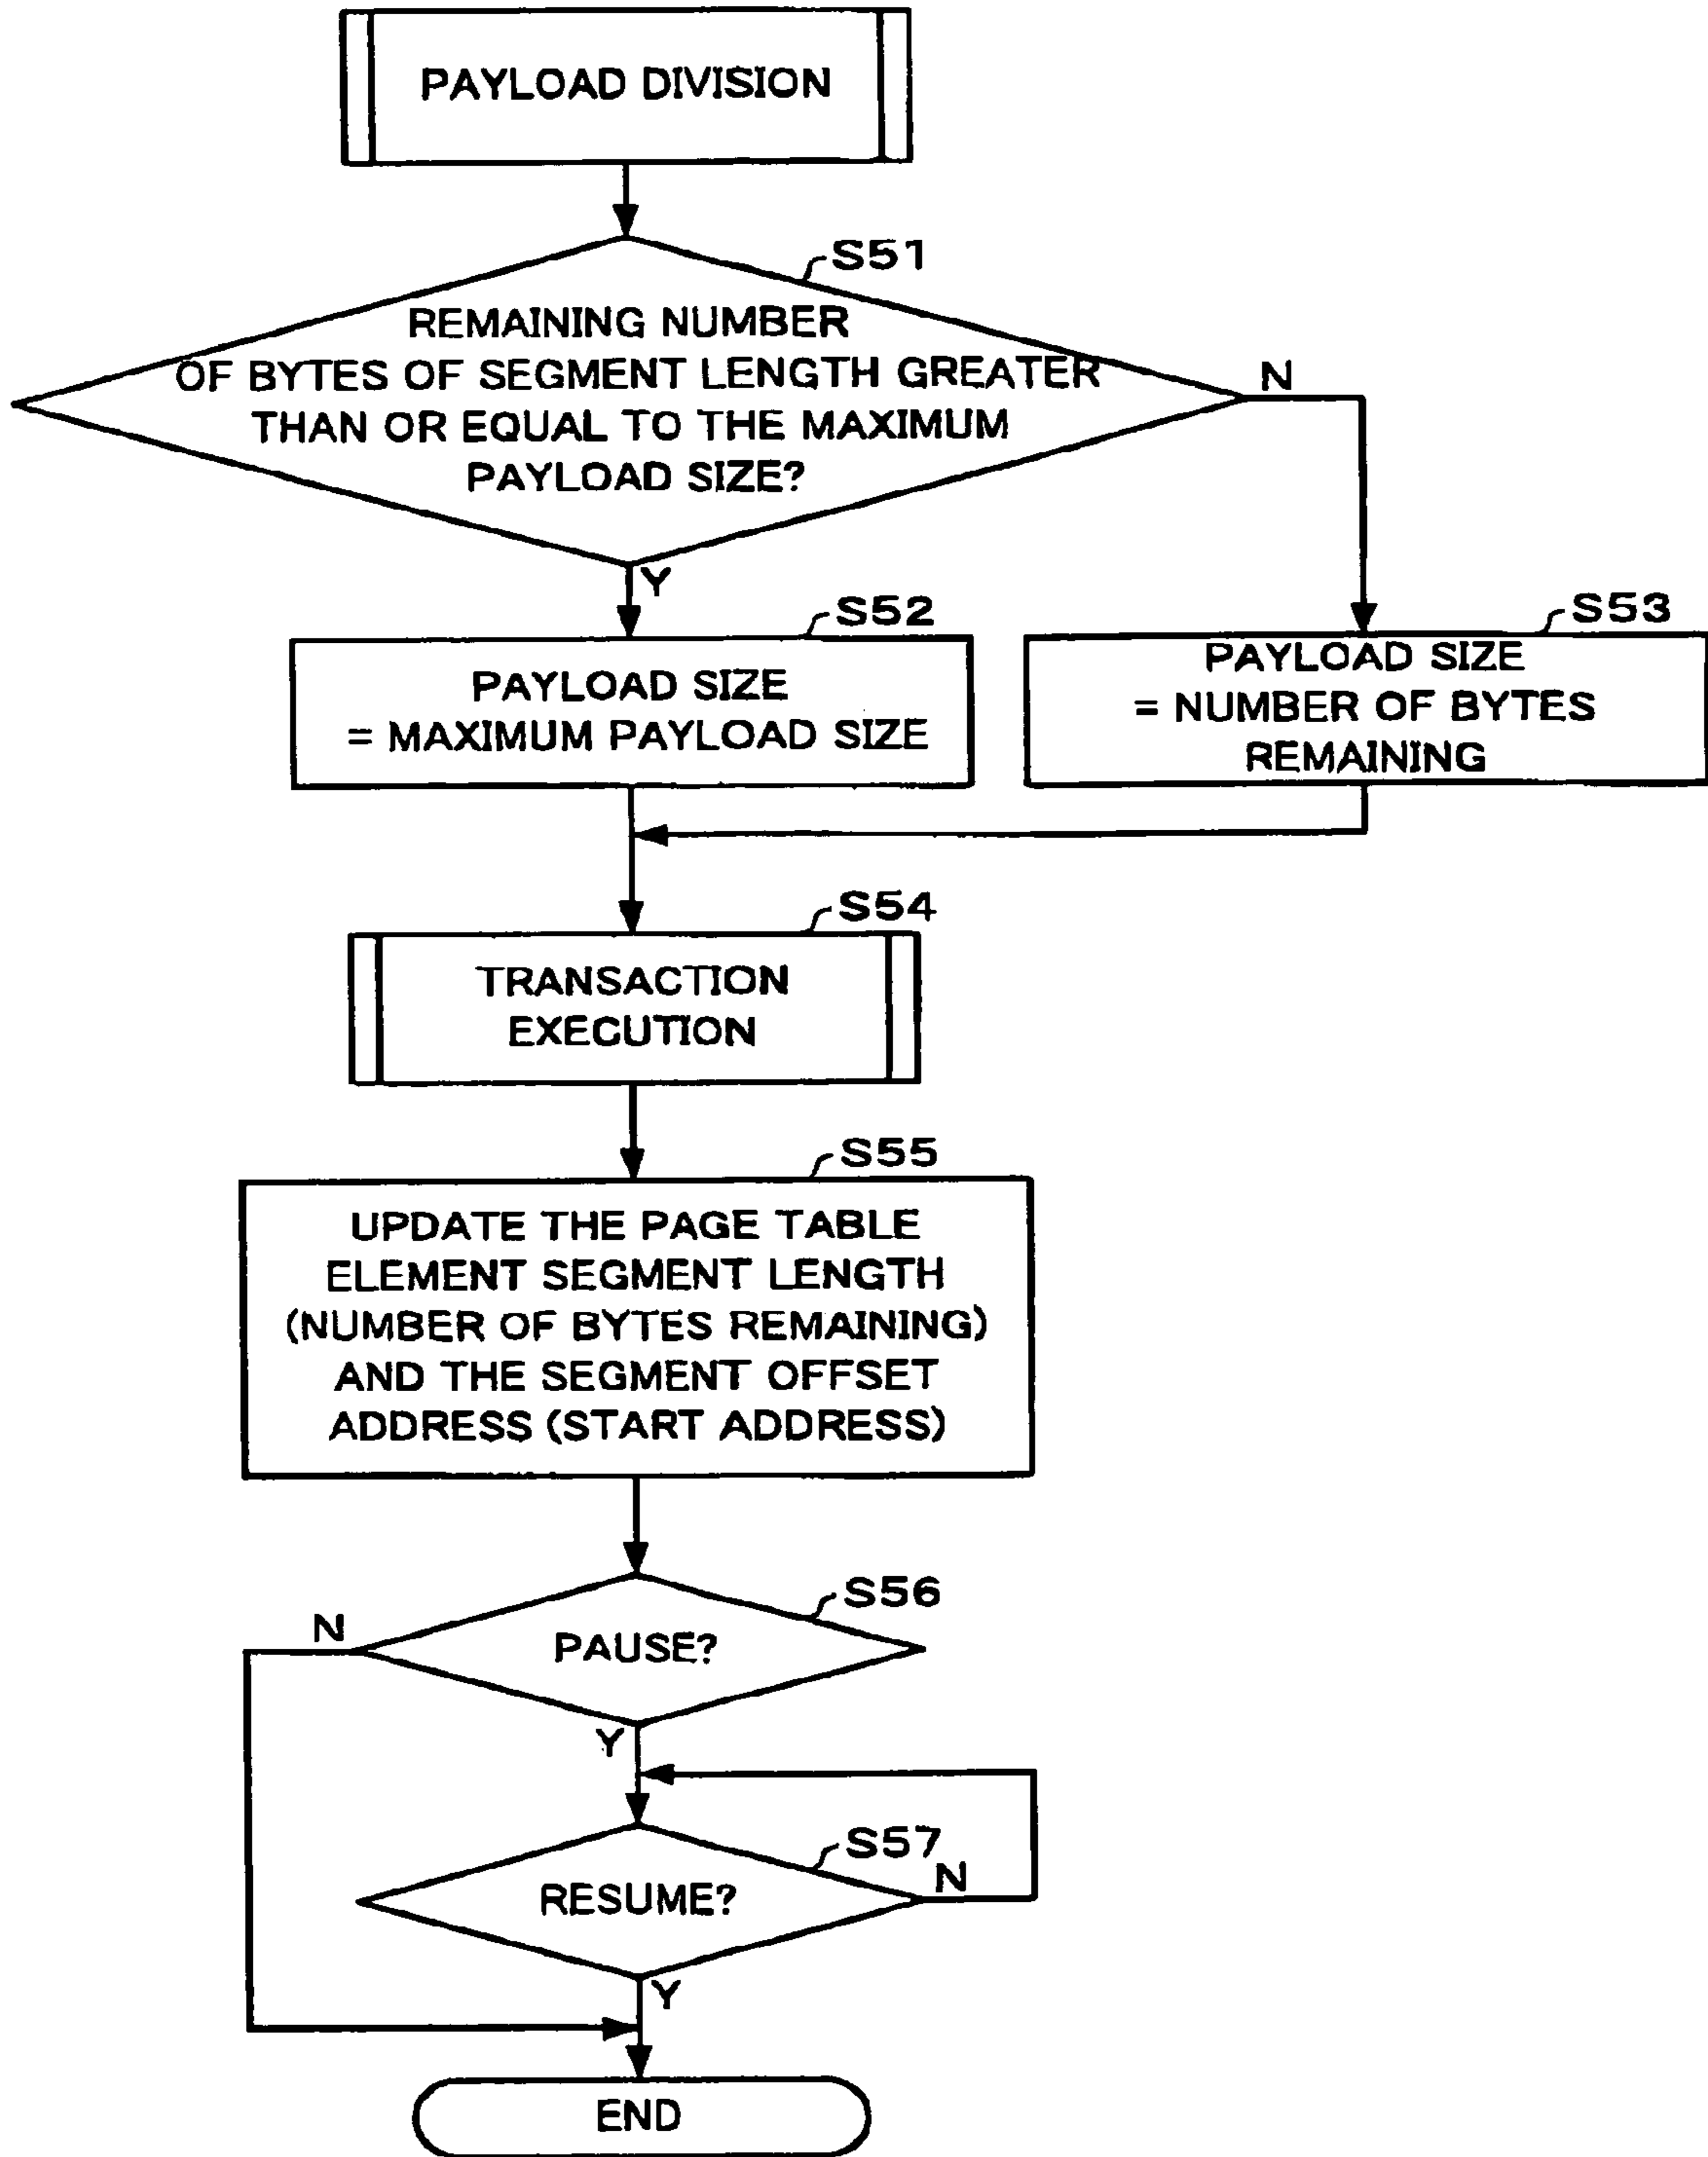 PAYLOAD DIVISION
S51
REMAINING NUMBER
OF BYTES OF SEGMENT LENGTH GREATER
THAN OR EQUAL TO THE MAXIMUM
PAYLOAD SIZE?
N
Y
S52
PAYLOAD SIZE
= MAXIMUM PAYLOAD SIZE
S53
PAYLOAD SIZE
= NUMBER OF BYTES
REMAINING
S54
TRANSACTION
EXECUTION
S55
UPDATE THE PAGE TABLE
ELEMENT SEGMENT LENGTH
(NUMBER OF BYTES REMAINING)
AND THE SEGMENT OFFSET
ADDRESS (START ADDRESS)
S56
N
PAUSE?
Y
S57
N
RESUME?
Y
END